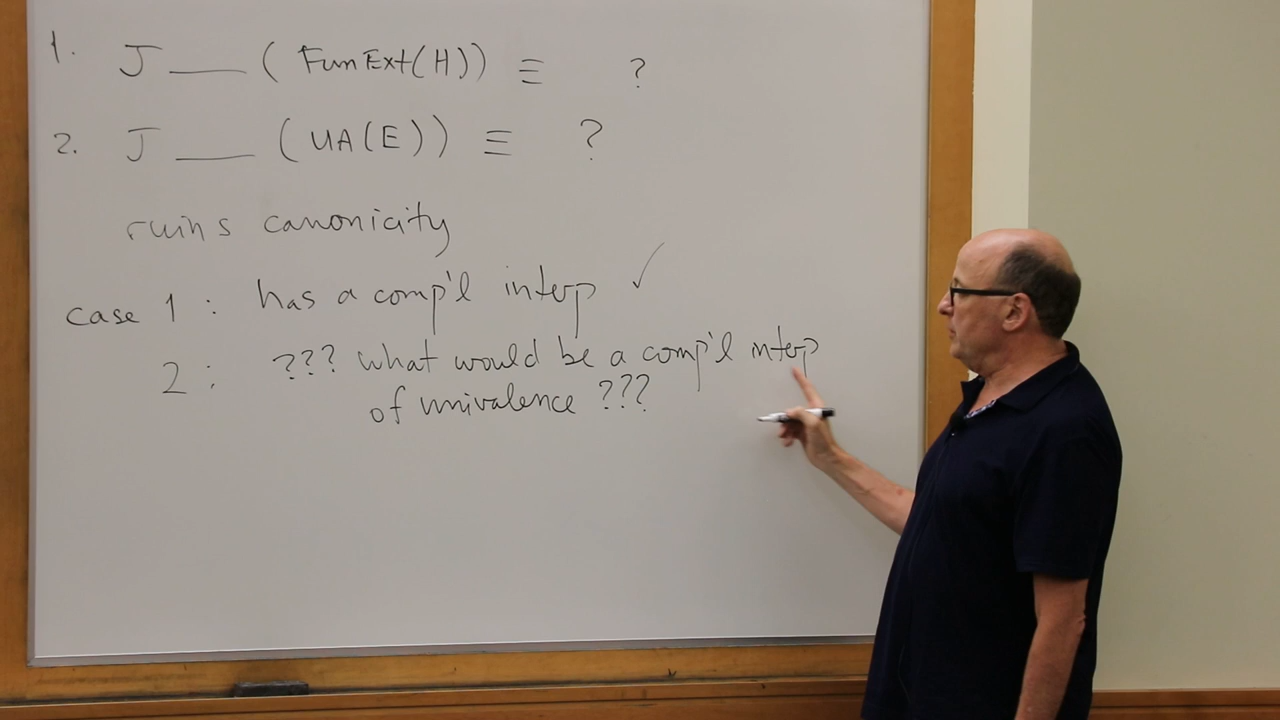 1. J ___ ( FunExt(H)) ≡ ?
2. J ___ ( UA(E)) ≡ ?
ruins canonicity
case 1 : has a comp'l interp ✓
2 : ??? what would be a comp'l interp
of univalence ???